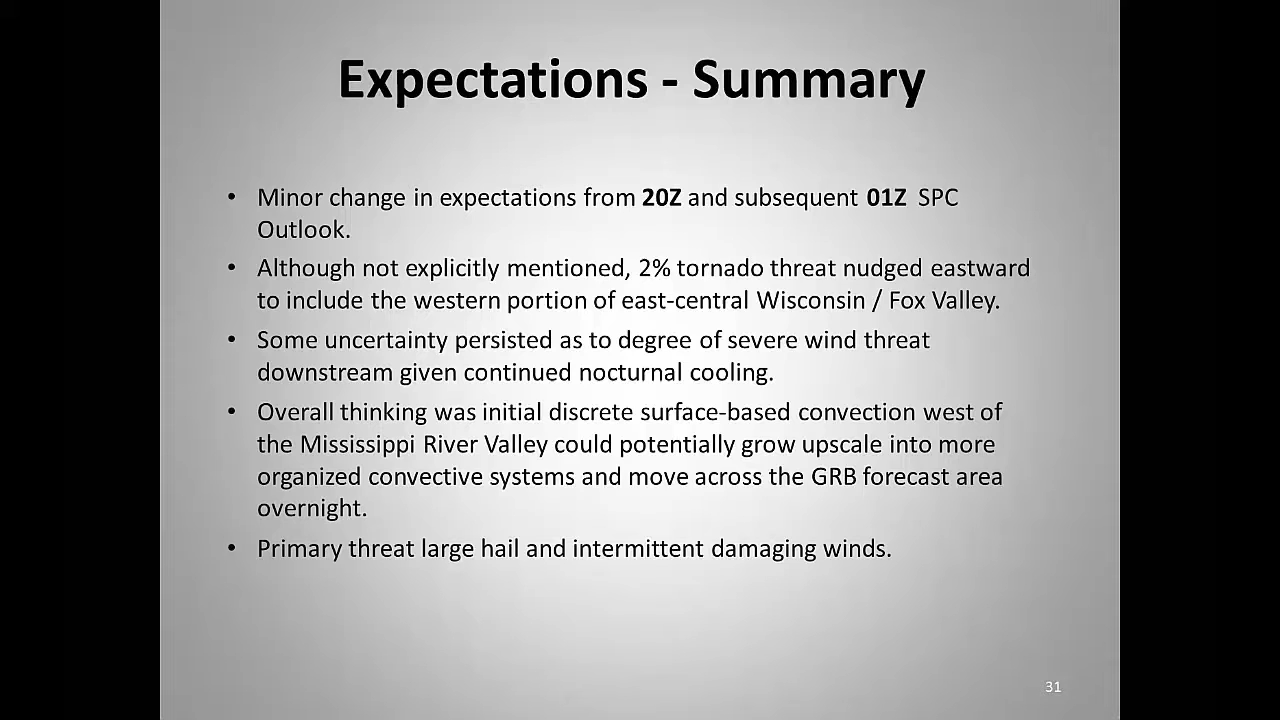 Expectations - Summary
• Minor change in expectations from 20Z and subsequent 01Z SPC
Outlook.
• Although not explicitly mentioned, 2% tornado threat nudged eastward
to include the western portion of east-central Wisconsin / Fox Valley.
• Some uncertainty persisted as to degree of severe wind threat
downstream given continued nocturnal cooling.
• Overall thinking was initial discrete surface-based convection west of
the Mississippi River Valley could potentially grow upscale into more
organized convective systems and move across the GRB forecast area
overnight.
• Primary threat large hail and intermittent damaging winds.
31